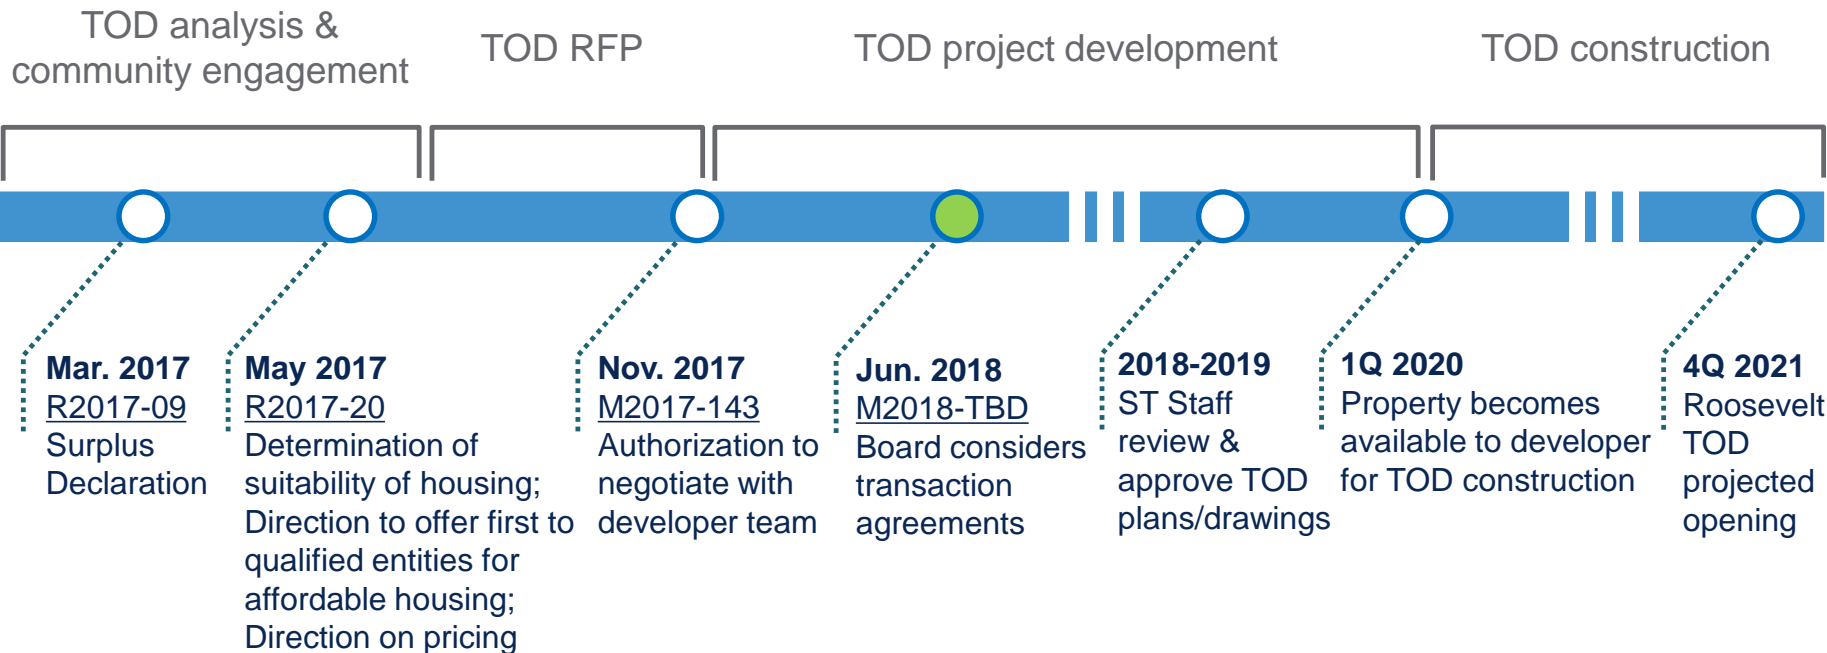 TOD analysis &
community engagement
TOD RFP
TOD project development
TOD construction
Mar. 2017
R2017-09
Surplus
Declaration
May 2017
R2017-20
Determination of
suitability of housing;
Direction to offer first to
qualified entities for
affordable housing;
Direction on pricing
Nov. 2017
M2017-143
Authorization to
negotiate with
developer team
Jun. 2018
M2018-TBD
Board considers
transaction
agreements
2018-2019
ST Staff
review &
approve TOD
plans/drawings
1Q 2020
Property becomes
available to developer
for TOD construction
4Q 2021
Roosevelt
TOD
projected
opening